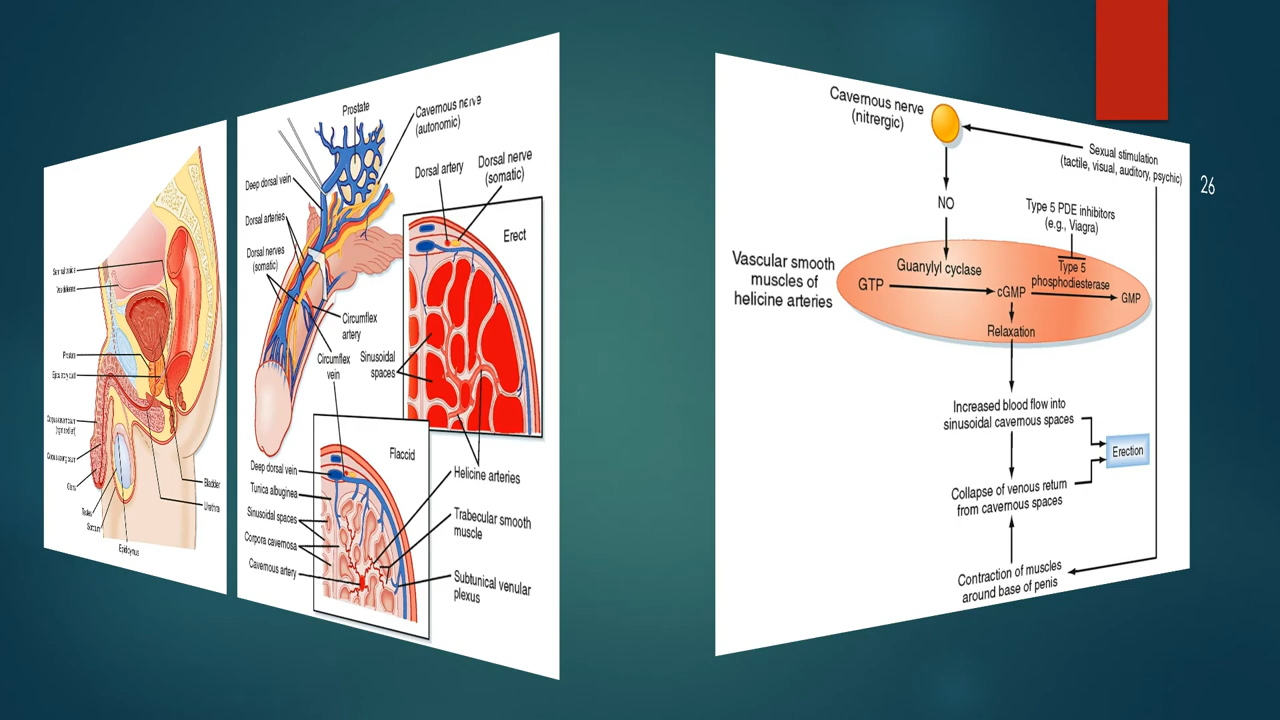 Prostate
Epididymus
Bladder
Urethra
Prostate
Cavernous nerve
(autonomic)
Deep dorsal vein
Dorsal arteries
Dorsal nerves
(somatic)
Dorsal artery
Dorsal nerve
(somatic)
Erect
Circumflex
artery
Circumflex
vein
Sinusoidal
spaces
Flaccid
Deep dorsal vein
Tunica albuginea
Sinusoidal spaces
Corpora cavernosa
Cavernous artery
Helicine arteries
Trabecular smooth
muscle
Subtunical venular
plexus
Cavernous nerve
(nitrergic)
Sexual stimulation
(tactile, visual, auditory, psychic)
NO
Type 5 PDE inhibitors
(e.g., Viagra)
Vascular smooth
muscles of
helicine arteries
Guanylyl cyclase
GTP
cGMP
Type 5
phosphodiesterase
GMP
Relaxation
Increased blood flow into
sinusoidal cavernous spaces
Erection
Collapse of venous return
from cavernous spaces
Contraction of muscles
around base of penis
26